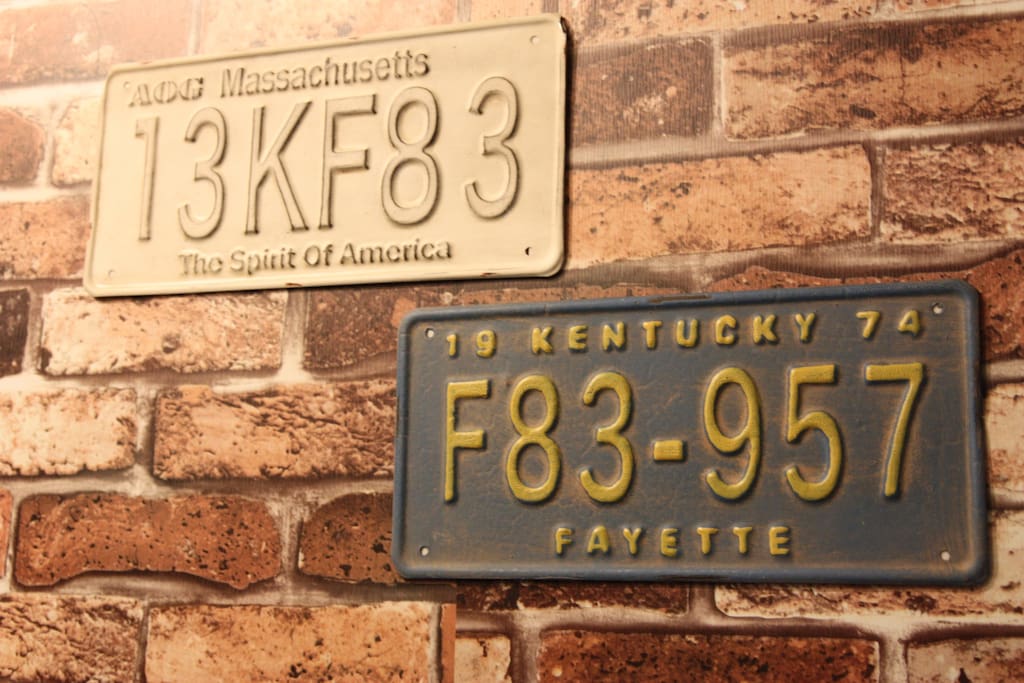 AOG Massachusetts
13KF83
The Spirit Of America
19 KENTUCKY 74
F83-957
FAYETTE